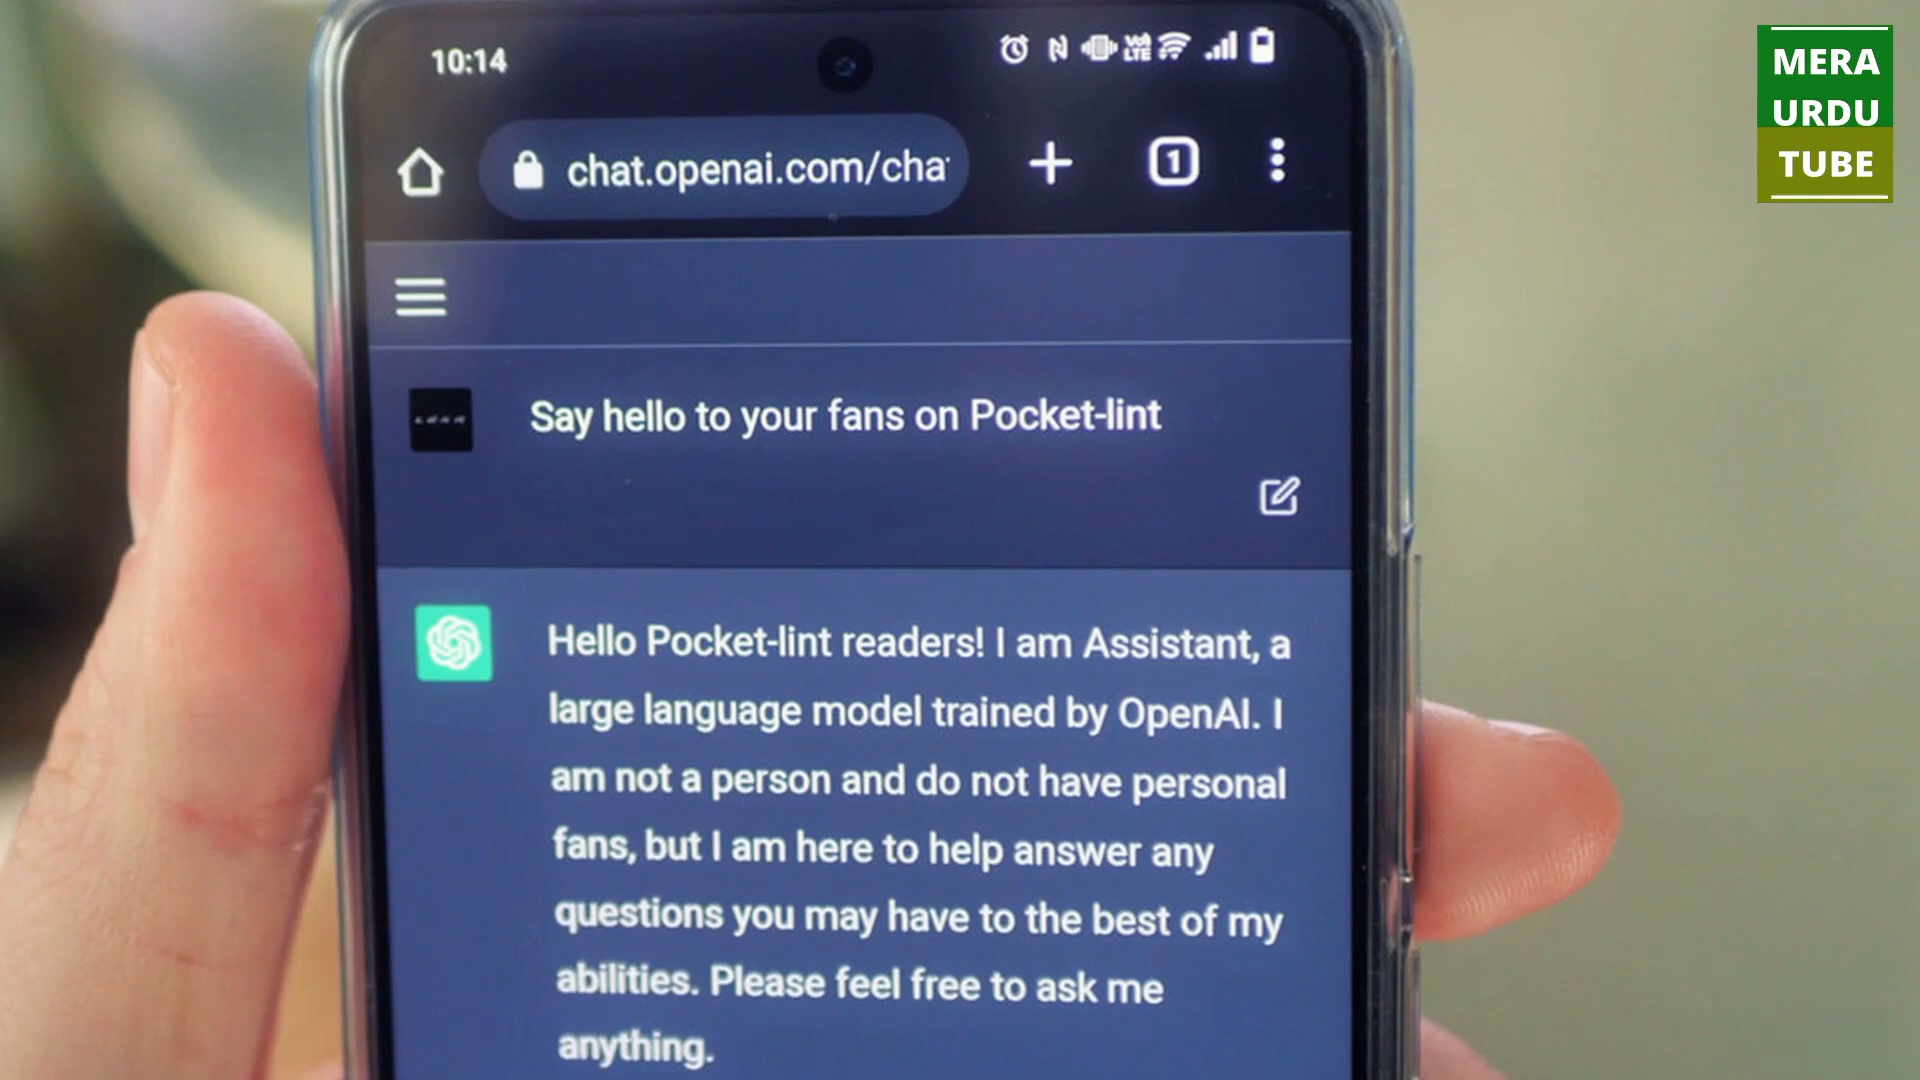 10:14
Vo)
LTE
MERA
URDU
TUBE
chat.openai.com/cha
1
Say hello to your fans on Pocket-lint
Hello Pocket-lint readers! I am Assistant, a
large language model trained by OpenAI. I
am not a person and do not have personal
fans, but I am here to help answer any
questions you may have to the best of my
abilities. Please feel free to ask me
anything.